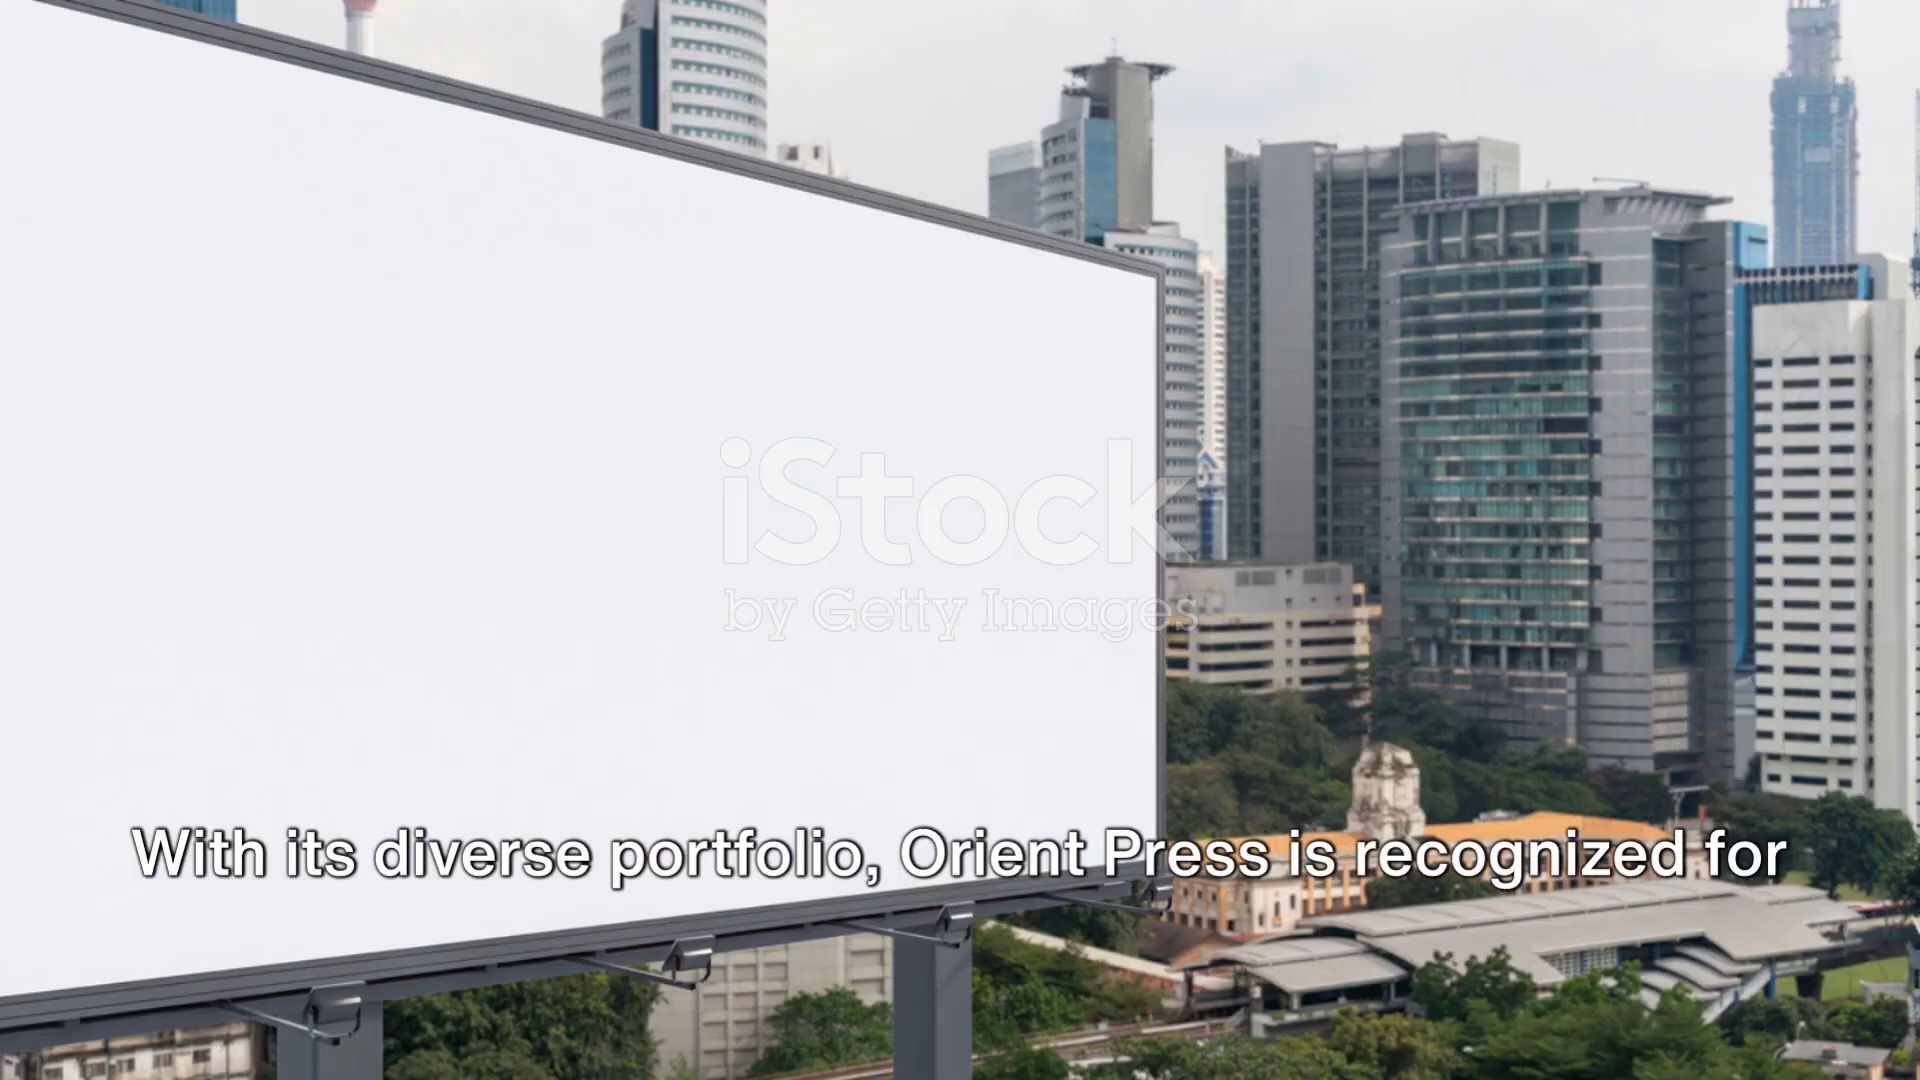 iStock
by Getty Images
With its diverse portfolio, Orient Press is recognized for